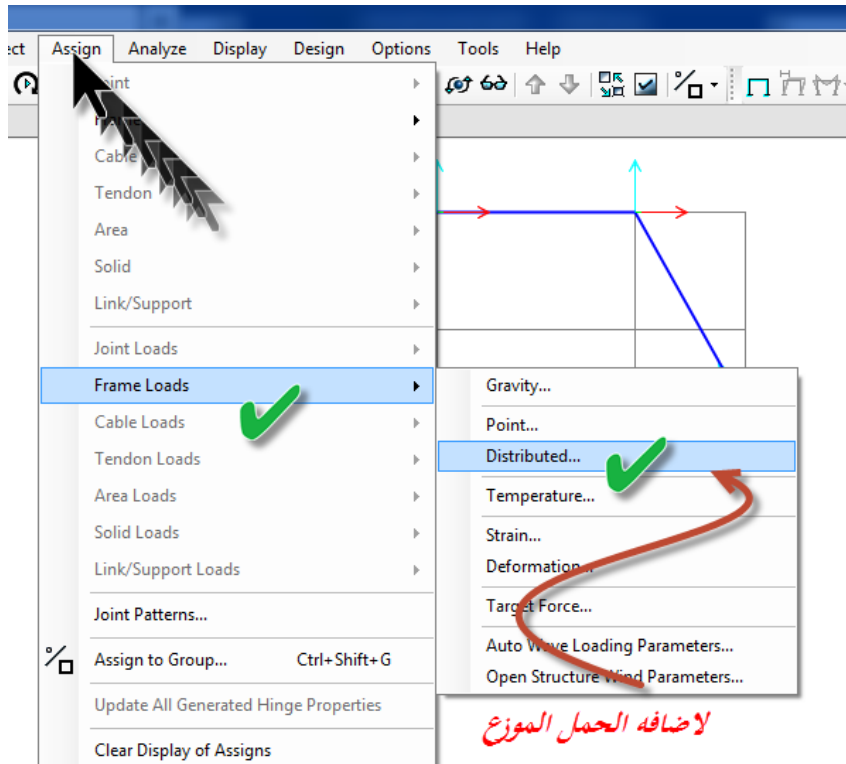 ect Assign Analyze Display Design Options Tools Help
Cable
Tendon
Area
Solid
Link/Support
Joint Loads
Frame Loads
Cable Loads
Tendon Loads
Area Loads
Solid Loads
Link/Support Loads
Joint Patterns...
Assign to Group... Ctrl+Shift+G
Update All Generated Hinge Properties
Clear Display of Assigns
Gravity...
Point...
Distributed...
Temperature...
Strain...
Deformation...
Target Force...
Auto Wave Loading Parameters...
Open Structure Wind Parameters...
لاضافه الحمل الموزع